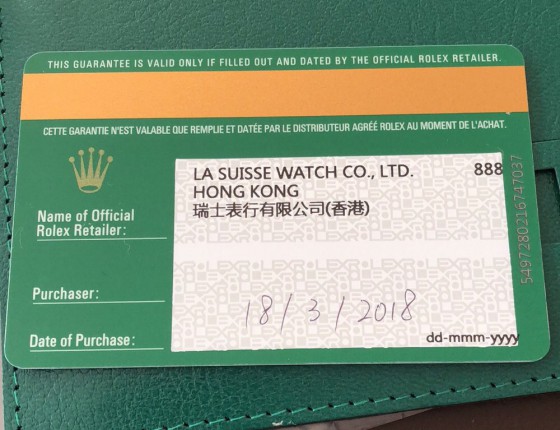 THIS GUARANTEE IS VALID ONLY IF FILLED OUT AND DATED BY THE OFFICIAL ROLEX RETAILER.
CETTE GARANTIE N'EST VALABLE QUE REMPLIE ET DATÉE PAR LE DISTRIBUTEUR AGRÉÉ ROLEX AU MOMENT DE L'ACHAT.
LA SUISSE WATCH CO., LTD. 888
HONG KONG
瑞士表行有限公司(香港)
Name of Official
Rolex Retailer:
Purchaser:
18/3/2018
Date of Purchase:
dd-mmm-yyyy
5497280216747037